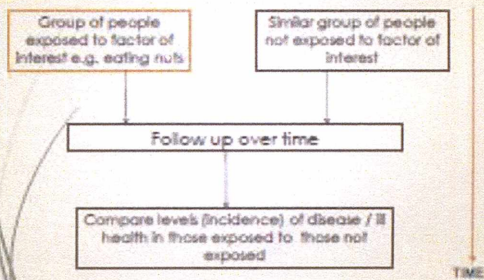 Group of people
exposed to factor of
interest e.g. eating nuts
Similar group of people
not exposed to factor of
interest
Follow up over time
Compare levels (incidence) of disease / ill
health in those exposed to those not
exposed
TIME